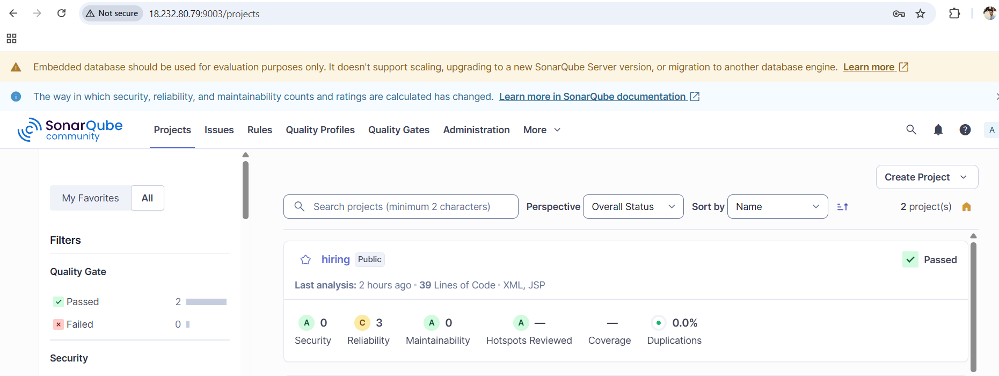 Not secure 18.232.80.79:9003/projects
Embedded database should be used for evaluation purposes only. It doesn't support scaling, upgrading to a new SonarQube Server version, or migration to another database engine. Learn more
The way in which security, reliability, and maintainability counts and ratings are calculated has changed. Learn more in SonarQube documentation
SonarQube
community
Projects Issues Rules Quality Profiles Quality Gates Administration More
? A
Create Project
My Favorites All
Search projects (minimum 2 characters) Perspective Overall Status Sort by Name 2 project(s)
Filters
Quality Gate
Passed 2
Failed 0
Security
hiring Public Passed
Last analysis: 2 hours ago • 39 Lines of Code • XML, JSP
A 0 C 3 A 0 A — — 0.0%
Security Reliability Maintainability Hotspots Reviewed Coverage Duplications